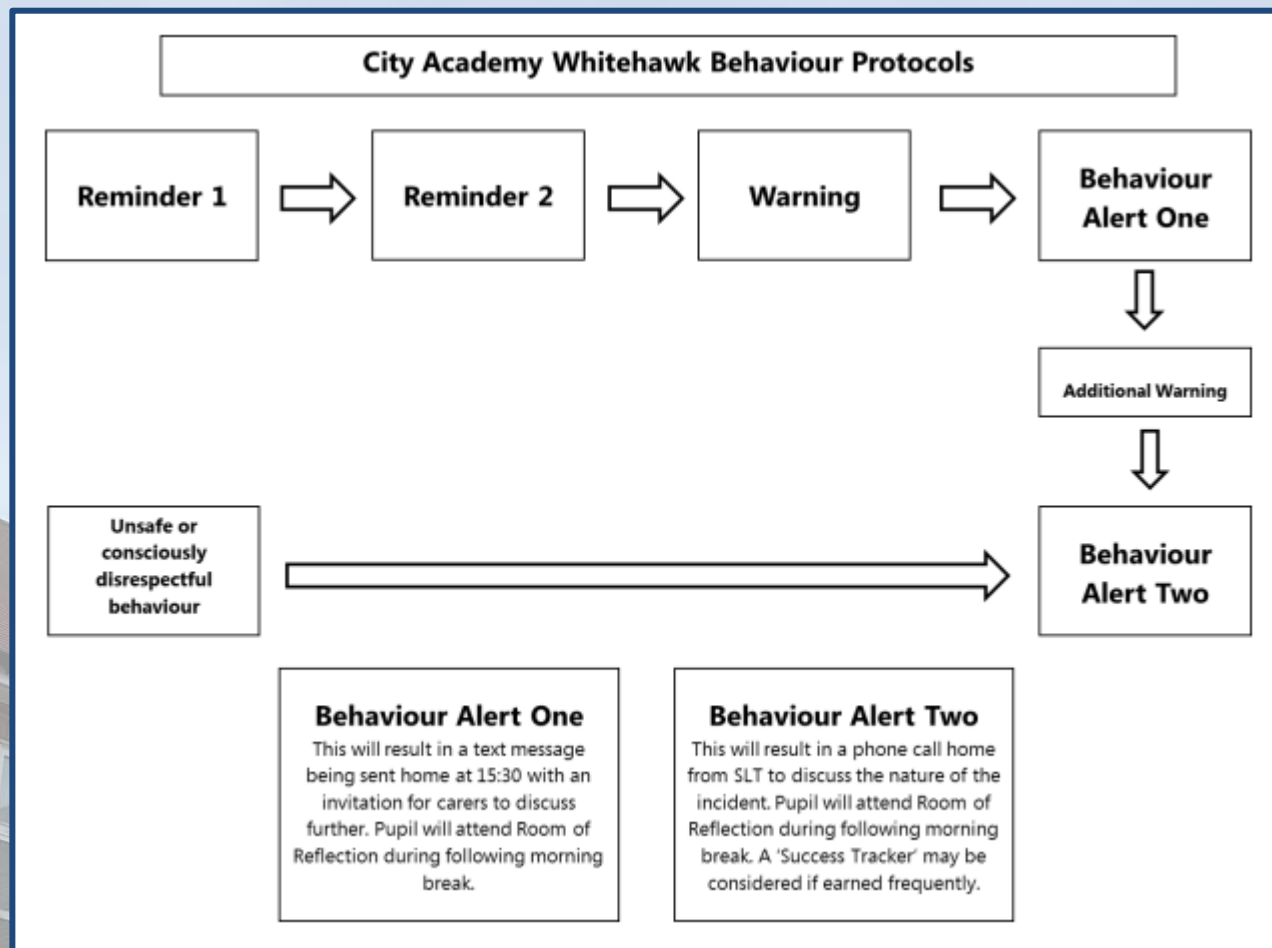 City Academy Whitehawk Behaviour Protocols
Reminder 1
Reminder 2
Warning
Behaviour
Alert One
Additional Warning
Unsafe or
consciously
disrespectful
behaviour
Behaviour
Alert Two
Behaviour Alert One
This will result in a text message
being sent home at 15:30 with an
invitation for carers to discuss
further. Pupil will attend Room of
Reflection during following morning
break.
Behaviour Alert Two
This will result in a phone call home
from SLT to discuss the nature of the
incident. Pupil will attend Room of
Reflection during following morning
break. A ‘Success Tracker’ may be
considered if earned frequently.